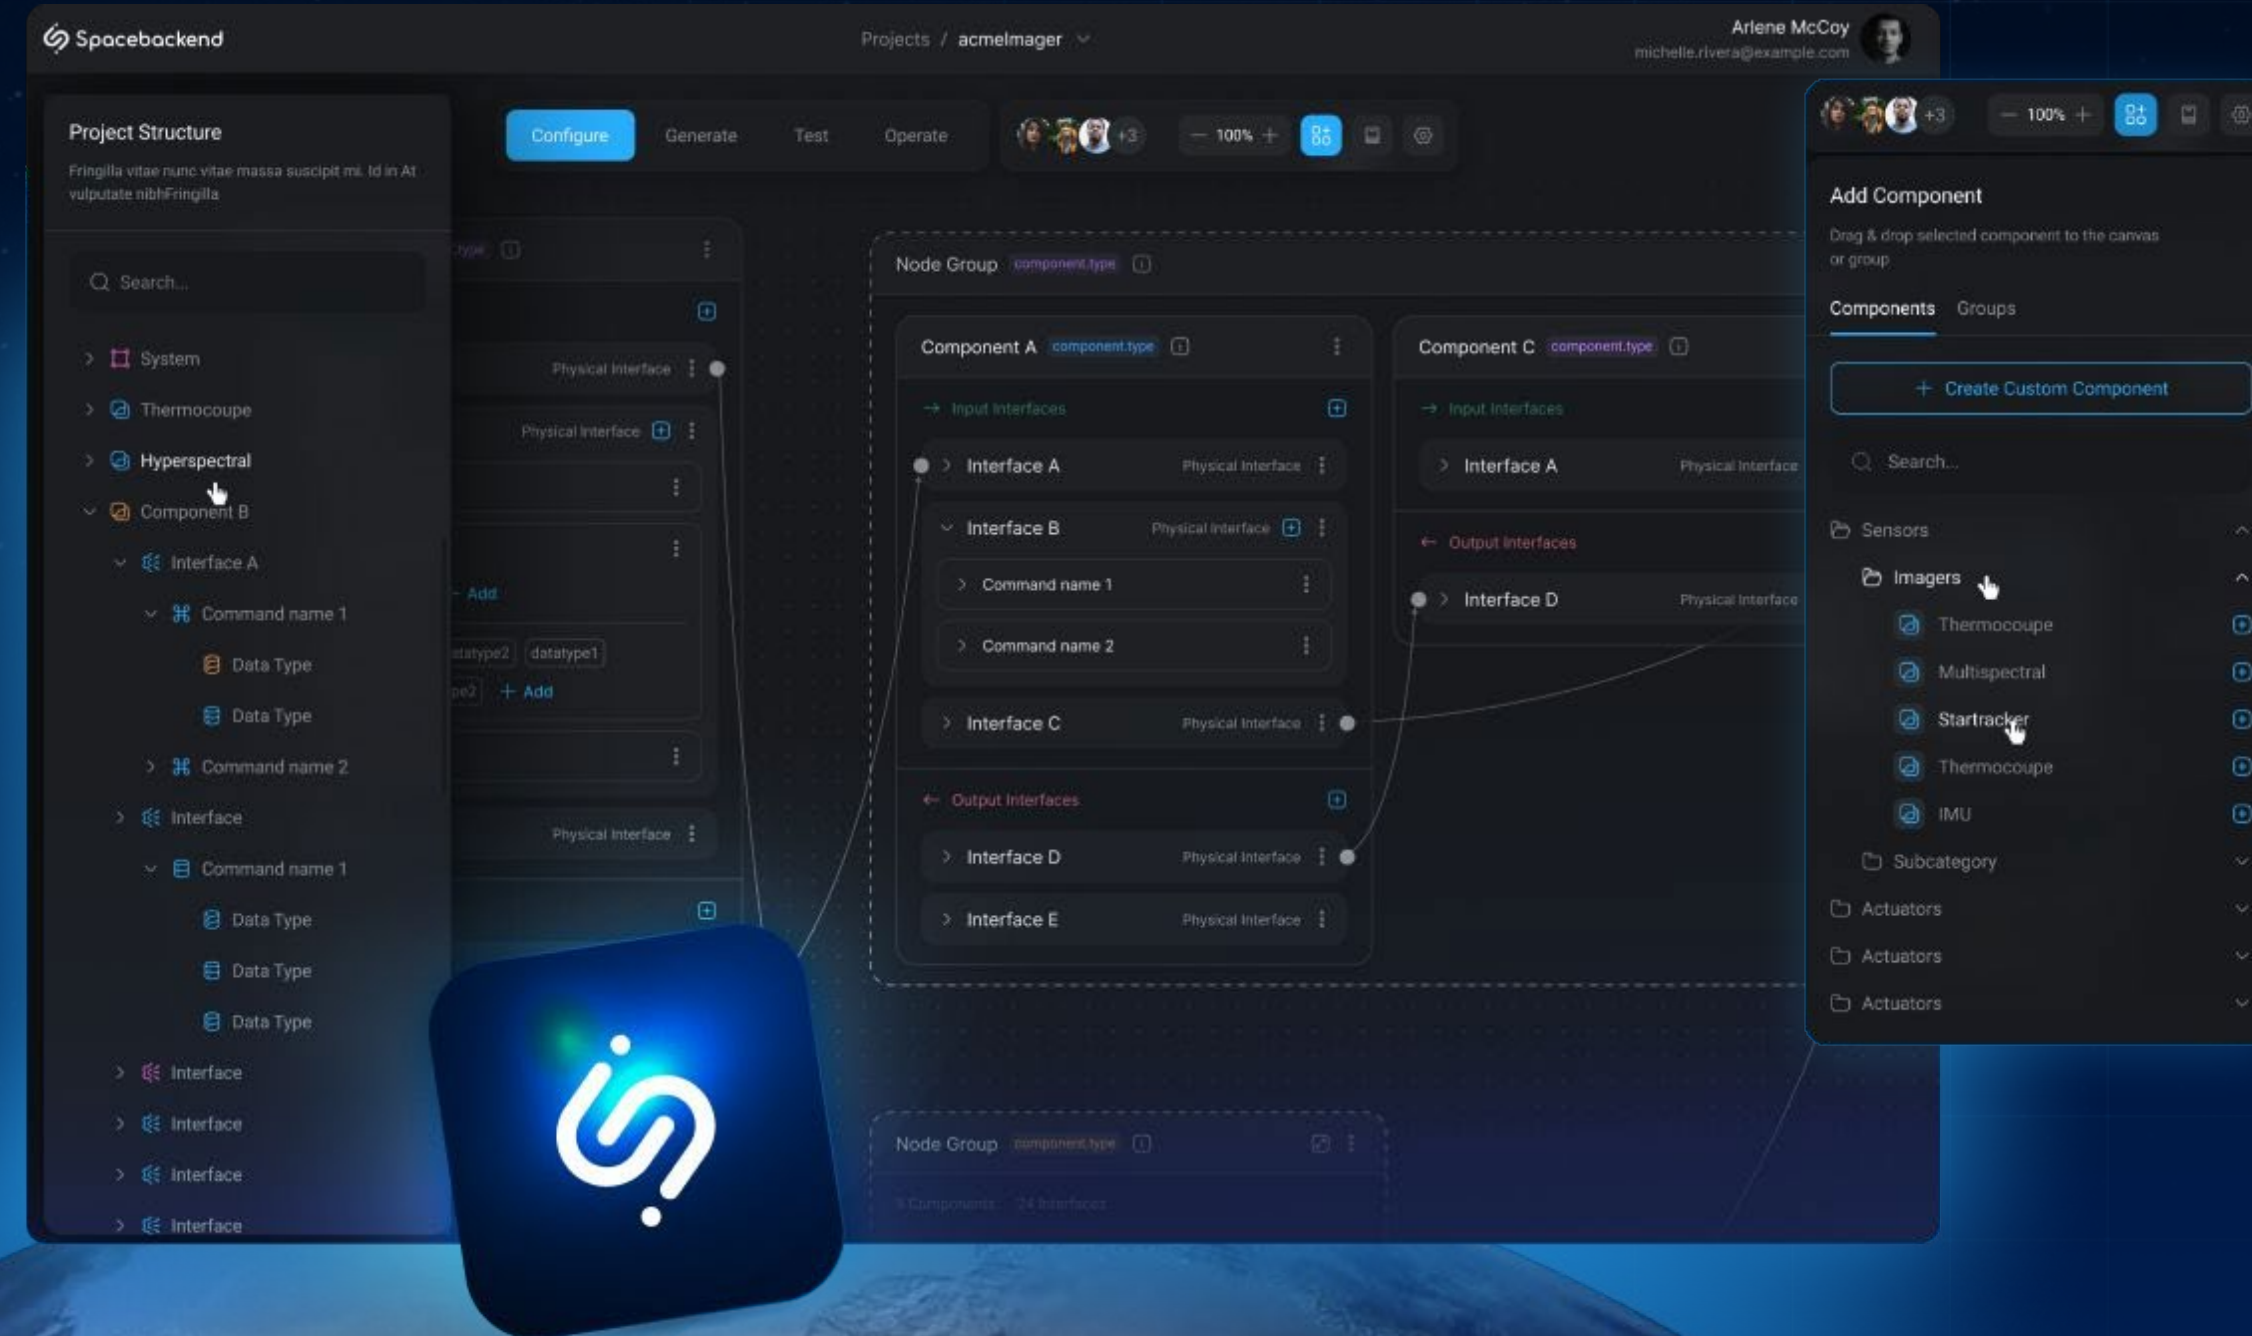 Spacebackend
Projects / acmeImager
Arlene McCoy
michelle.rivera@example.com
Project Structure
Fringilla vitae nunc vitae massa suscipit mi. Id in At
vulputate nibhFringilla
Search...
System
Thermocoupe
Hyperspectral
Component B
Interface A
Command name 1
Data Type
Data Type
Command name 2
Interface
Command name 1
Data Type
Data Type
Data Type
Interface
Interface
Interface
Interface
Configure
Generate
Test
Operate
+3
100%
Physical Interface
Physical Interface
Add
datatype1
+ Add
Physical Interface
Node Group component.type
Component A component.type
Input Interfaces
Interface A Physical Interface
Interface B Physical Interface
Command name 1
Command name 2
Interface C Physical Interface
Output Interfaces
Interface D Physical Interface
Interface E Physical Interface
Component C component.type
Input Interfaces
Interface A Physical Interface
Output Interfaces
Interface D Physical Interface
Node Group component.type
24 Interfaces
+3
100%
Add Component
Drag & drop selected component to the canvas
or group
Components Groups
+ Create Custom Component
Search...
Sensors
Imagers
Thermocoupe
Multispectral
Startracker
Thermocoupe
IMU
Subcategory
Actuators
Actuators
Actuators